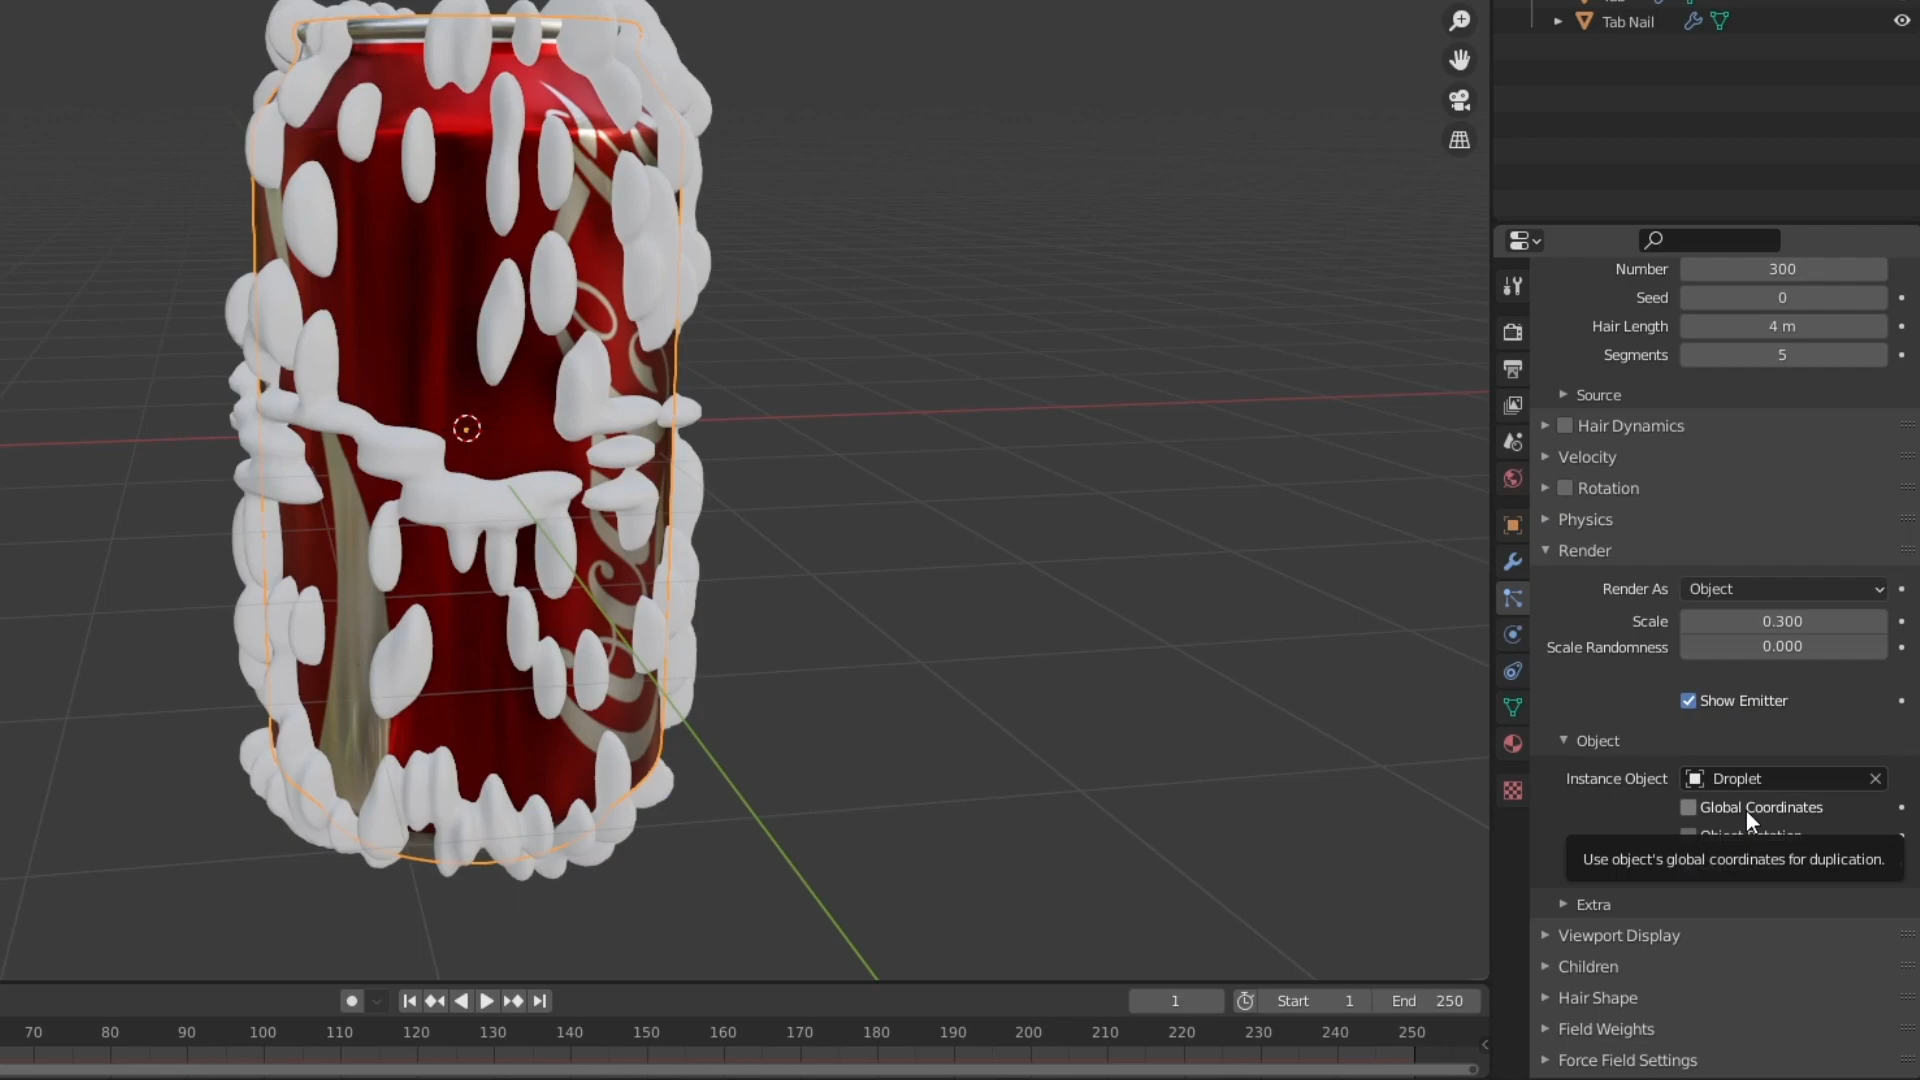 Tab Nail
Number 300
Seed 0
Hair Length 4 m
Segments 5
Source
Hair Dynamics
Velocity
Rotation
Physics
Render
Render As Object
Scale 0.300
Scale Randomness 0.000
Show Emitter
Object
Instance Object Droplet
Global Coordinates
Use object's global coordinates for duplication.
Extra
Viewport Display
Children
Hair Shape
Field Weights
Force Field Settings
1 Start 1 End 250
70 80 90 100 110 120 130 140 150 160 170 180 190 200 210 220 230 240 250